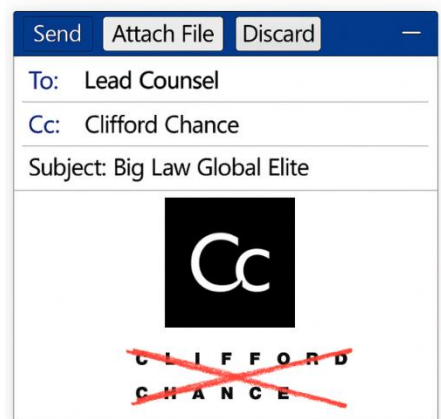 Send Attach File Discard
To: Lead Counsel
Cc: Clifford Chance
Subject: Big Law Global Elite
Cc
CLIFFORD
CHANCE